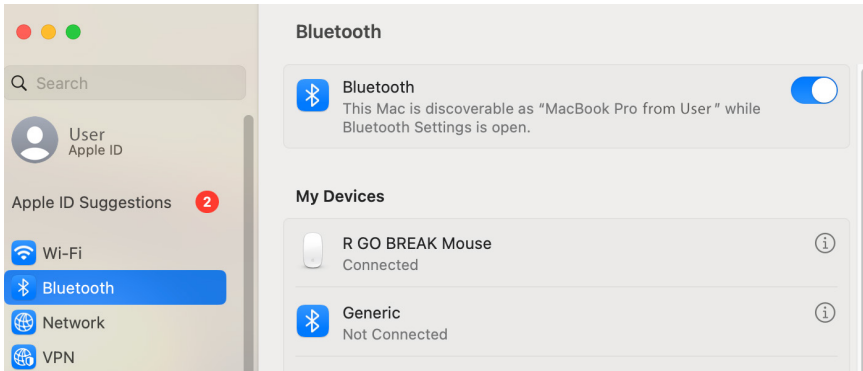 Bluetooth
Search
User
Apple ID
Apple ID Suggestions
2
Wi-Fi
Bluetooth
Network
VPN
Bluetooth
This Mac is discoverable as “MacBook Pro from User” while
Bluetooth Settings is open.
My Devices
R GO BREAK Mouse
Connected
Generic
Not Connected